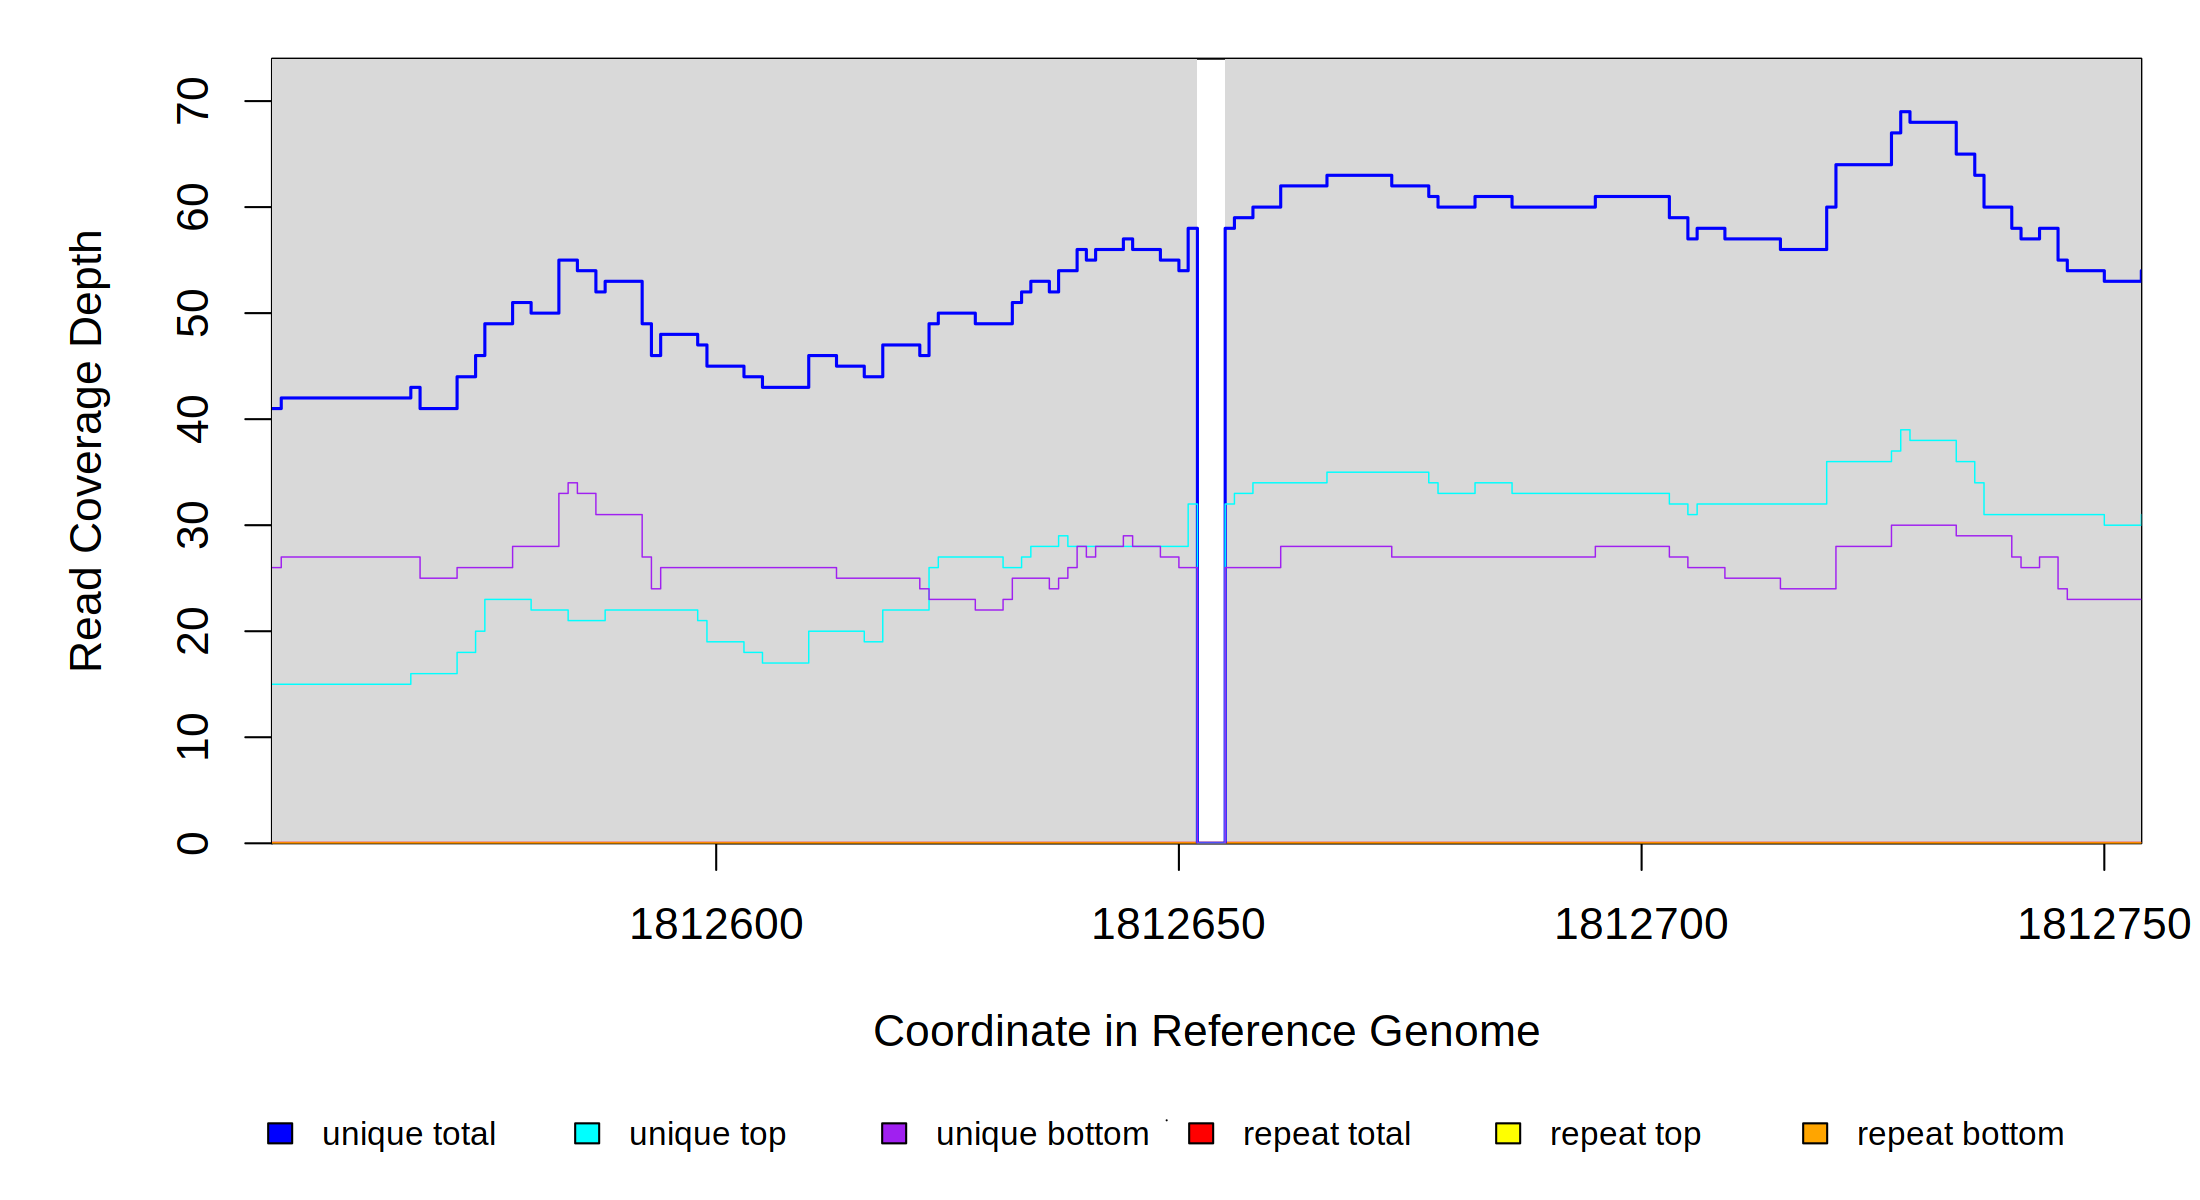 Read Coverage Depth
70
60
50
40
30
20
10
0
1812600 1812650 1812700 1812750
Coordinate in Reference Genome
unique total unique top unique bottom repeat total repeat top repeat bottom